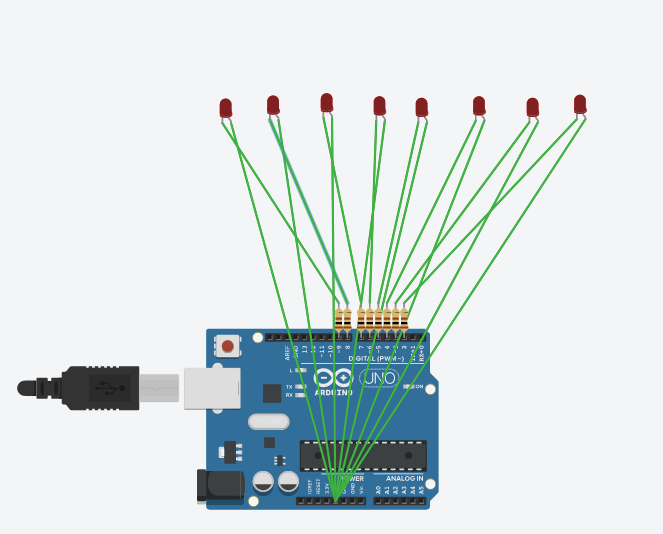 AREF
GND
13
12
~11
~10
~9
8
7
~6
~5
4
~3
2
TX→1
RX←0
DIGITAL (PWM~)
L
TX
RX
UNO
ON
ARDUINO
POWER
ANALOG IN
IOREF
RESET
3.3V
GND
Vin
A0
A1
A2
A3
A4
A5